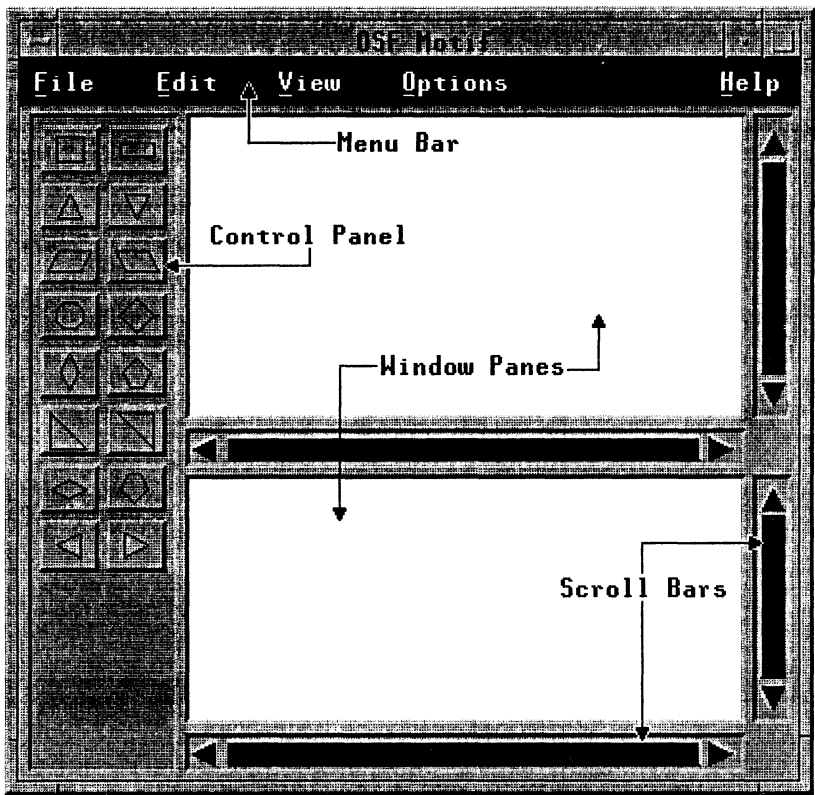 OSF Motif
File Edit View Options Help
Menu Bar
Control Panel
Window Panes
Scroll Bars